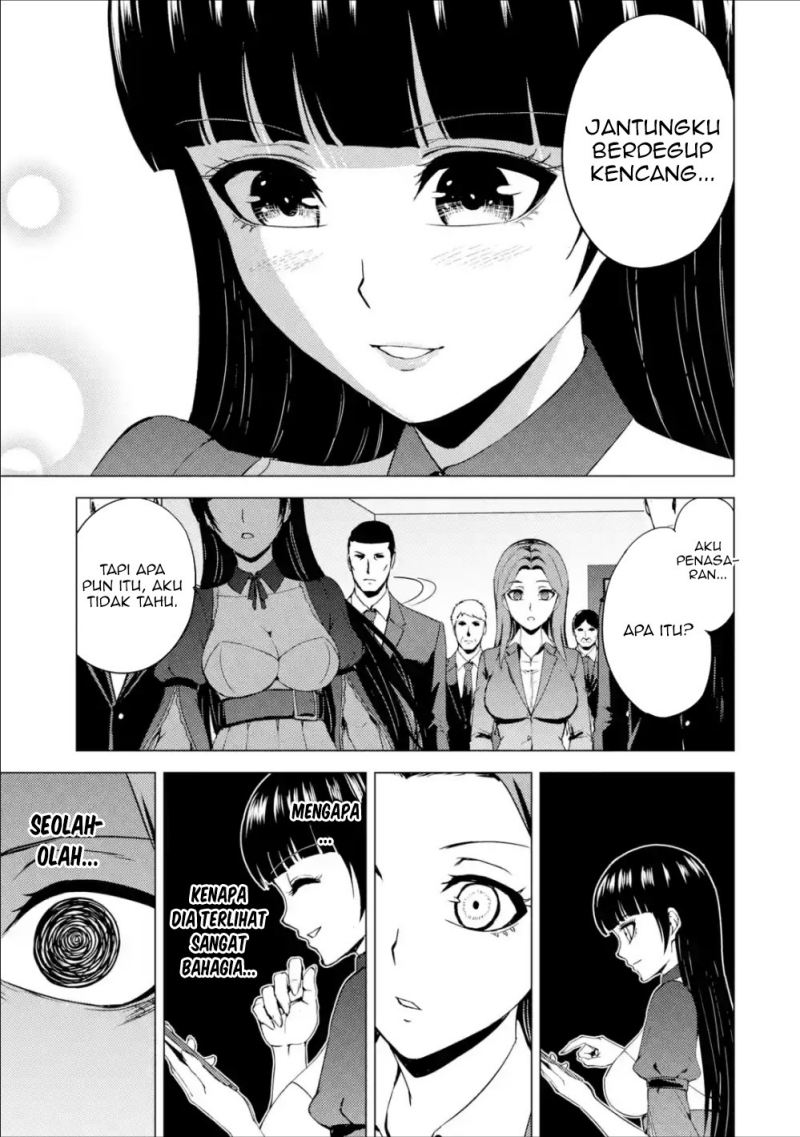 JANTUNGKU
BERDEGUP
KENCANG...
AKU
PENASA-
RAN...
APA ITU?
TAPI APA
PUN ITU, AKU
TIDAK TAHU.
MENGAPA
...
KENAPA
DIA TERLIHAT
SANGAT
BAHAGIA...
SEOLAH-
OLAH...